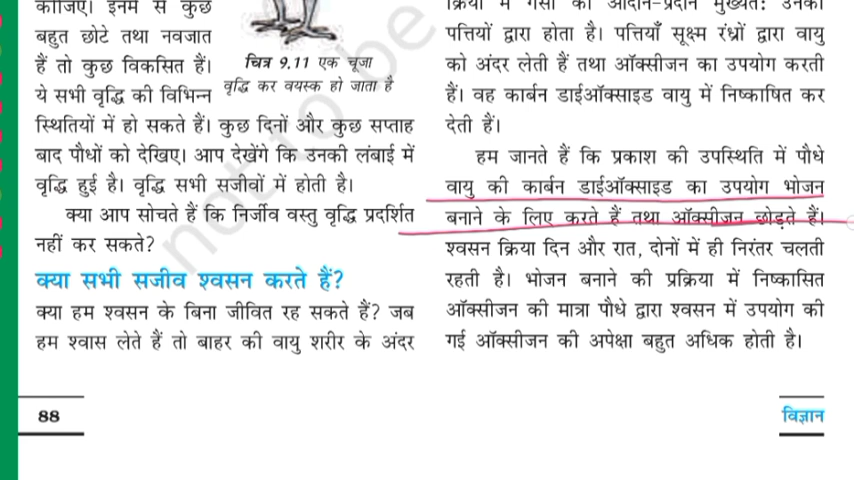 कीजिए। इनमें से कुछ
बहुत छोटे तथा नवजात
हैं तो कुछ विकसित हैं।
ये सभी वृद्धि की विभिन्न
स्थितियों में हो सकते हैं। कुछ दिनों और कुछ सप्ताह
बाद पौधों को देखिए। आप देखेंगे कि उनकी लंबाई में
वृद्धि हुई है। वृद्धि सभी सजीवों में होती है।
क्या आप सोचते हैं कि निर्जीव वस्तु वृद्धि प्रदर्शित
नहीं कर सकते?
चित्र 9.11 एक चूजा
वृद्धि कर वयस्क हो जाता है
क्या सभी सजीव श्वसन करते हैं?
क्या हम श्वसन के बिना जीवित रह सकते हैं? जब
हम श्वास लेते हैं तो बाहर की वायु शरीर के अंदर
क्रिया में गैसों का आदान-प्रदान मुख्यतः उनकी
पत्तियों द्वारा होता है। पत्तियाँ सूक्ष्म रंध्रों द्वारा वायु
को अंदर लेती हैं तथा ऑक्सीजन का उपयोग करती
हैं। वह कार्बन डाईऑक्साइड वायु में निष्काषित कर
देती हैं।
हम जानते हैं कि प्रकाश की उपस्थिति में पौधे
वायु की कार्बन डाईऑक्साइड का उपयोग भोजन
बनाने के लिए करते हैं तथा ऑक्सीजन छोड़ते हैं।
श्वसन क्रिया दिन और रात, दोनों में ही निरंतर चलती
रहती है। भोजन बनाने की प्रक्रिया में निष्कासित
ऑक्सीजन की मात्रा पौधे द्वारा श्वसन में उपयोग की
गई ऑक्सीजन की अपेक्षा बहुत अधिक होती है।
not to be
88
विज्ञान